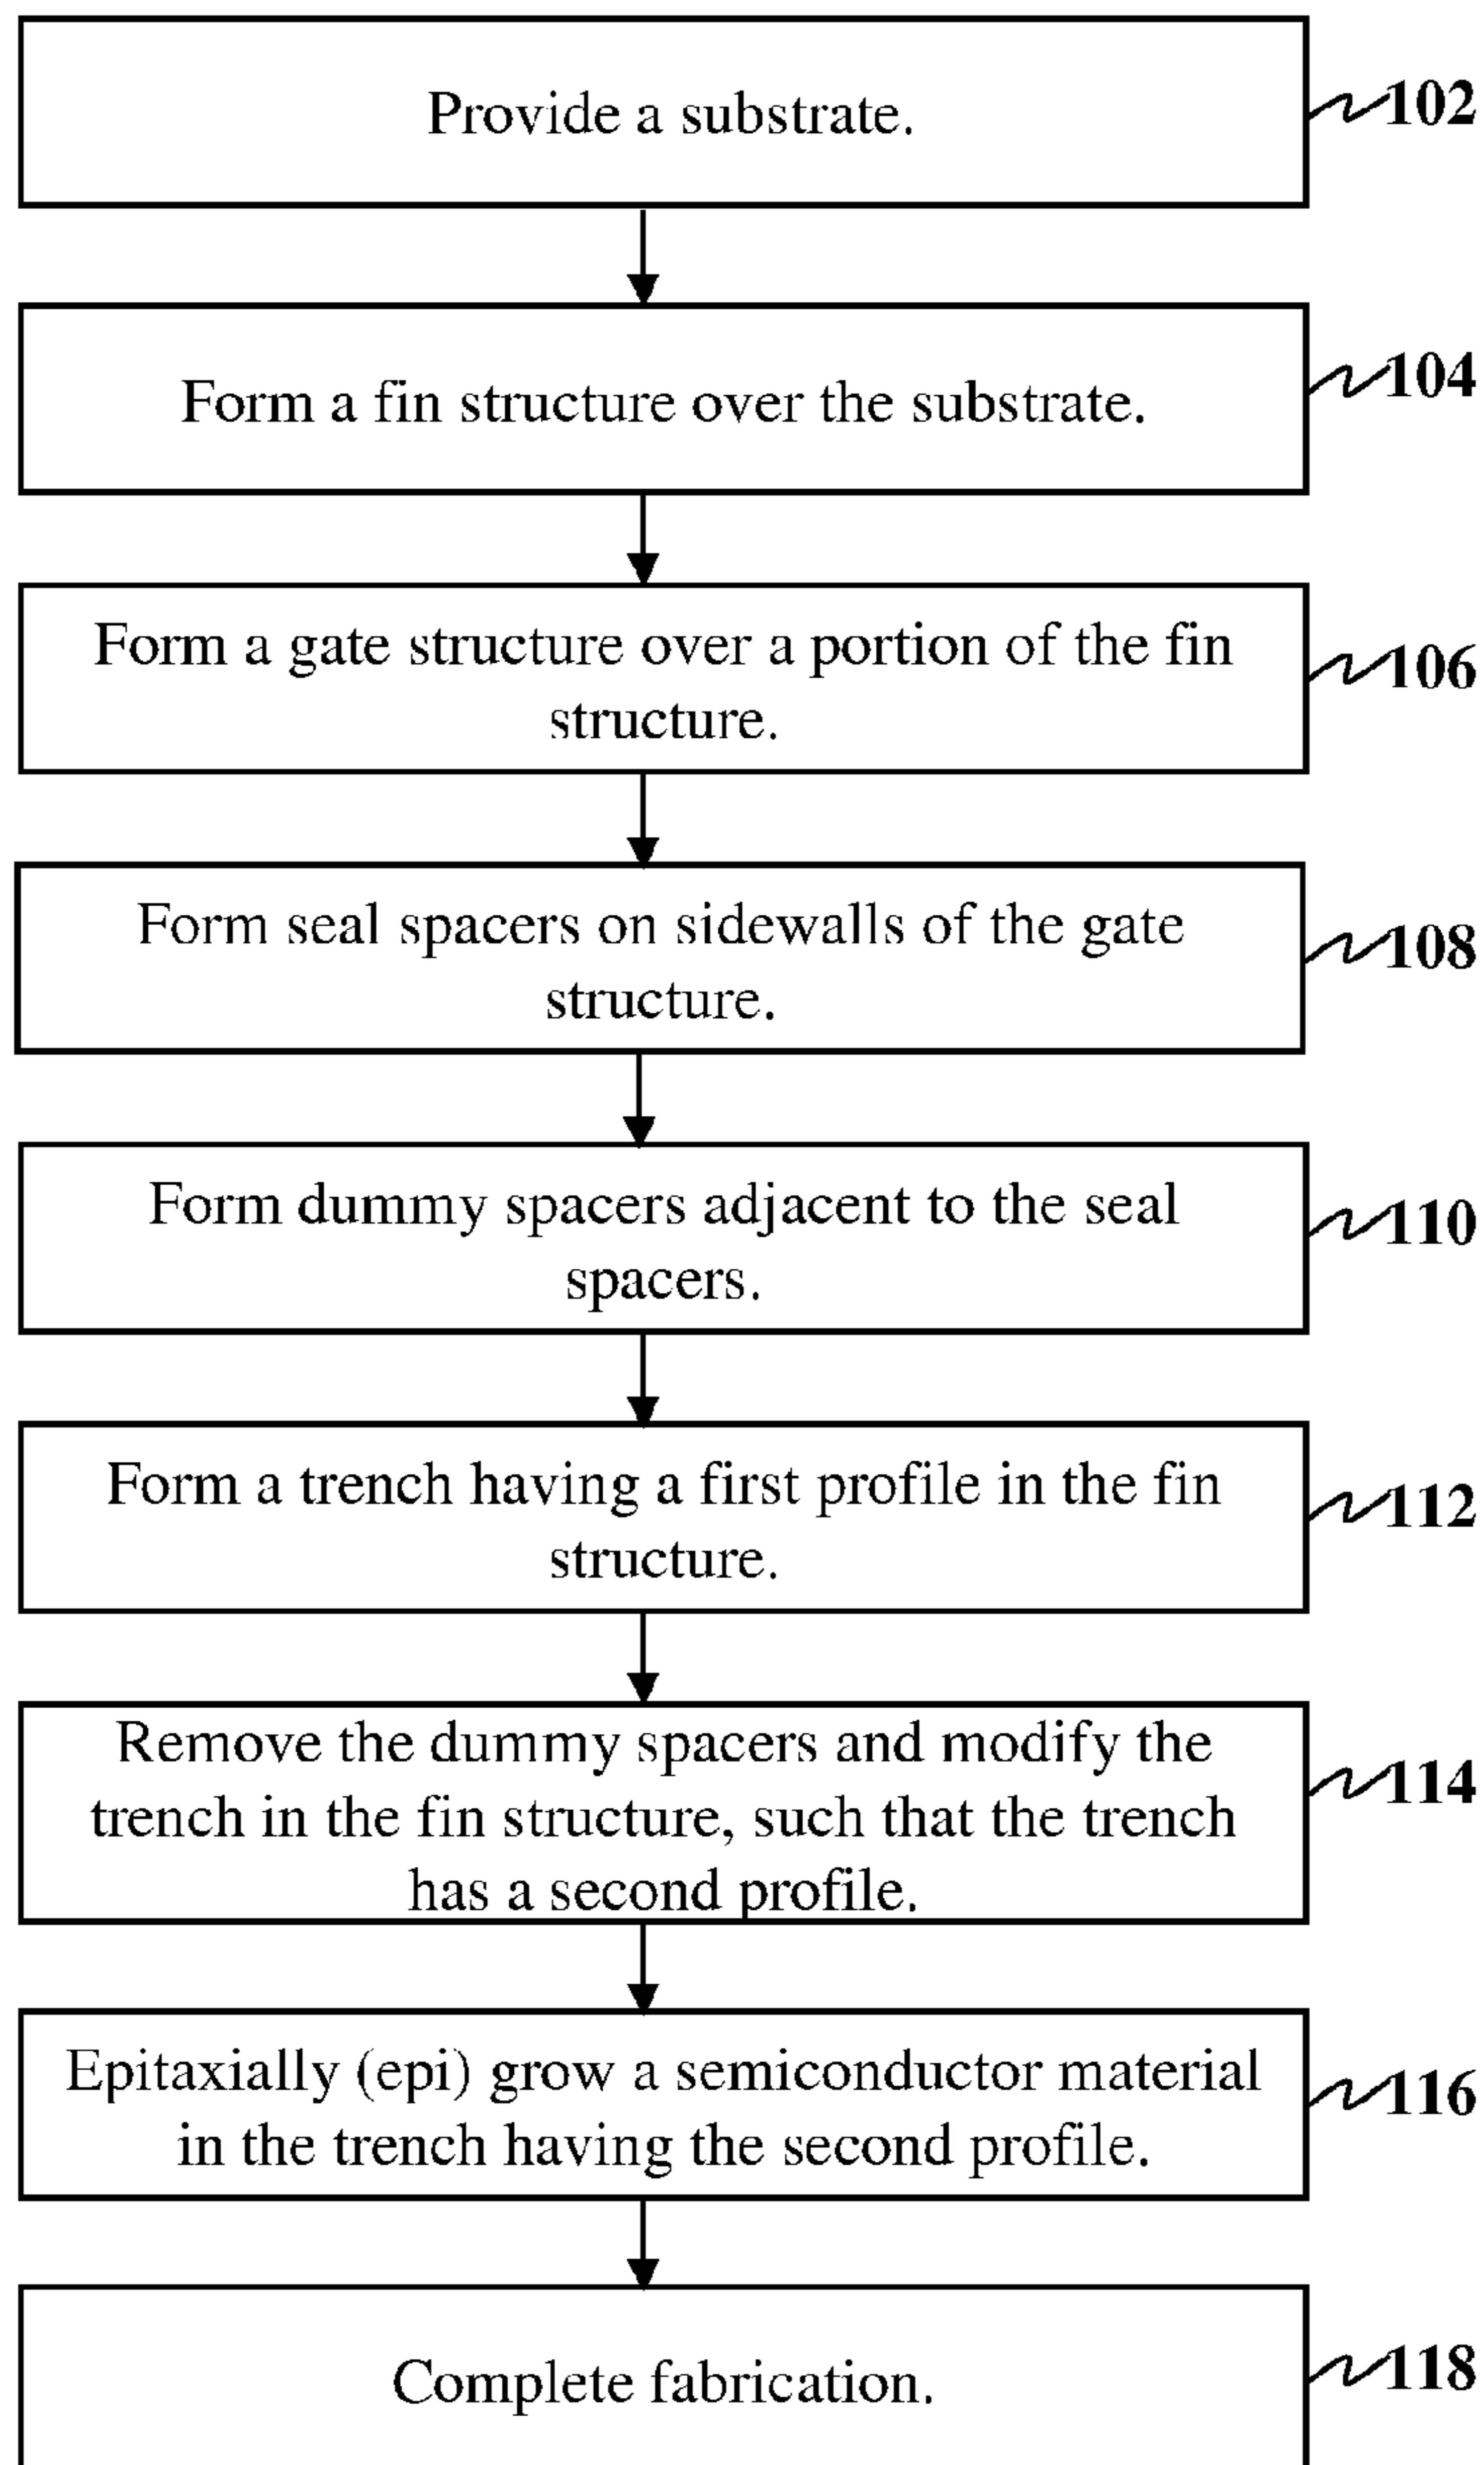 Provide a substrate.
102
Form a fin structure over the substrate.
104
Form a gate structure over a portion of the fin
structure.
106
Form seal spacers on sidewalls of the gate
structure.
108
Form dummy spacers adjacent to the seal
spacers.
110
Form a trench having a first profile in the fin
structure.
112
Remove the dummy spacers and modify the
trench in the fin structure, such that the trench
has a second profile.
114
Epitaxially (epi) grow a semiconductor material
in the trench having the second profile.
116
Complete fabrication.
118